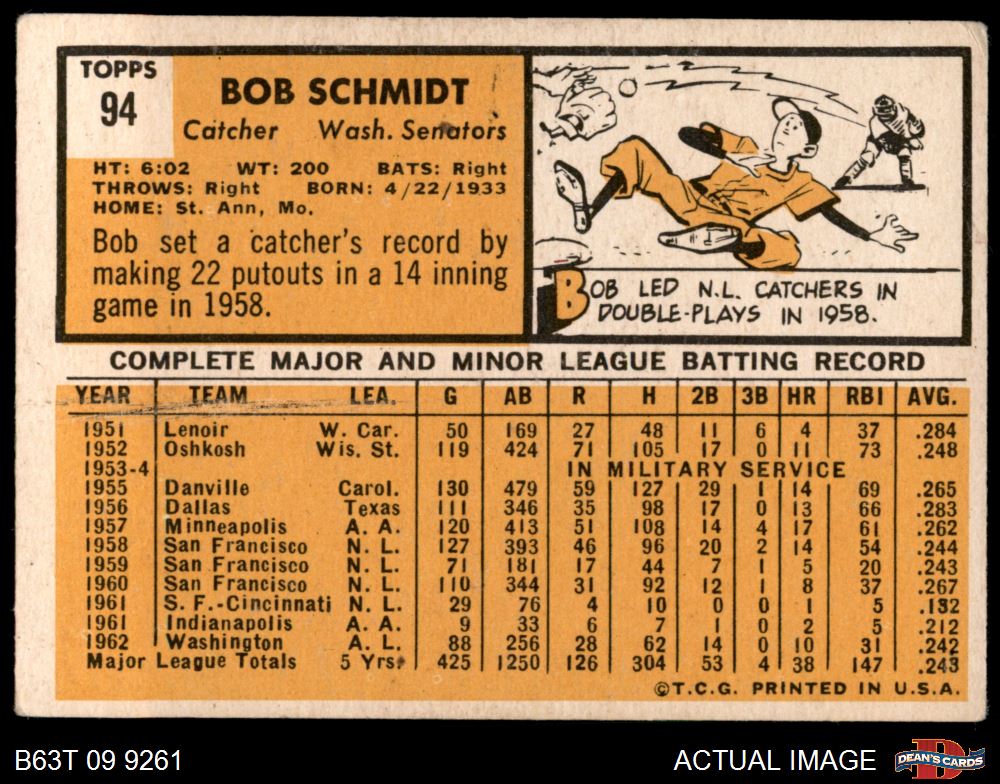 TOPPS
94
BOB SCHMIDT
Catcher Wash. Senators
HT: 6:02 WT: 200 BATS: Right
THROWS: Right BORN: 4/22/1933
HOME: St. Ann, Mo.
Bob set a catcher's record by
making 22 putouts in a 14 inning
game in 1958.
BOB LED N.L. CATCHERS IN
DOUBLE-PLAYS IN 1958.
COMPLETE MAJOR AND MINOR LEAGUE BATTING RECORD
YEAR TEAM LEA. G AB R H 2B 3B HR RBI AVG.
1951 Lenoir W. Car. 50 169 27 48 11 6 4 37 .284
1952 Oshkosh Wis. St. 119 424 71 105 17 0 11 73 .248
1953-4 IN MILITARY SERVICE
1955 Danville Carol. 130 479 59 127 29 1 14 69 .265
1956 Dallas Texas 111 346 35 98 17 0 13 66 .283
1957 Minneapolis A. A. 120 413 51 108 14 4 17 61 .262
1958 San Francisco N. L. 127 393 46 96 20 2 14 54 .244
1959 San Francisco N. L. 71 181 17 44 7 1 5 20 .243
1960 San Francisco N. L. 110 344 31 92 12 1 8 37 .267
1961 S. F.-Cincinnati N. L. 29 76 4 10 0 0 1 5 .132
1961 Indianapolis A. A. 9 33 6 7 1 0 2 5 .212
1962 Washington A. L. 88 256 28 62 14 0 10 31 .242
Major League Totals 5 Yrs. 425 1250 126 304 53 4 38 147 .243
©T.C.G. PRINTED IN U.S.A.
B63T 09 9261
ACTUAL IMAGE
D
DEAN'S CARDS